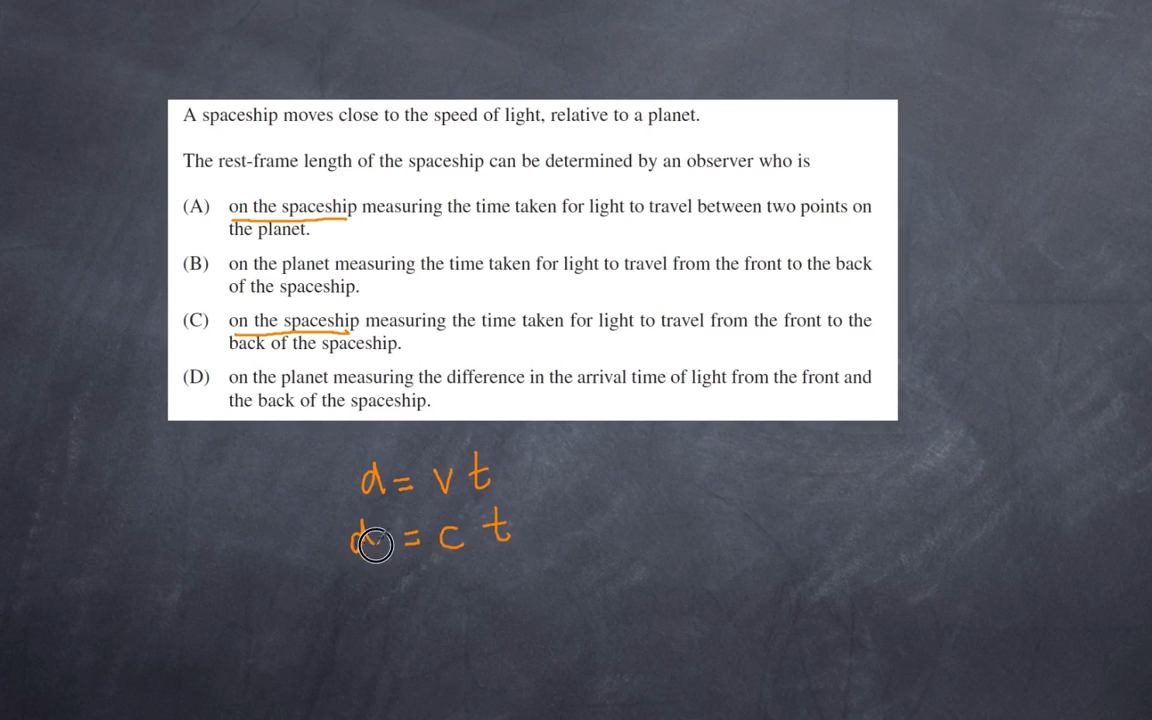 A spaceship moves close to the speed of light, relative to a planet.
The rest-frame length of the spaceship can be determined by an observer who is
(A) on the spaceship measuring the time taken for light to travel between two points on
the planet.
(B) on the planet measuring the time taken for light to travel from the front to the back
of the spaceship.
(C) on the spaceship measuring the time taken for light to travel from the front to the
back of the spaceship.
(D) on the planet measuring the difference in the arrival time of light from the front and
the back of the spaceship.
d = v t
d = c t